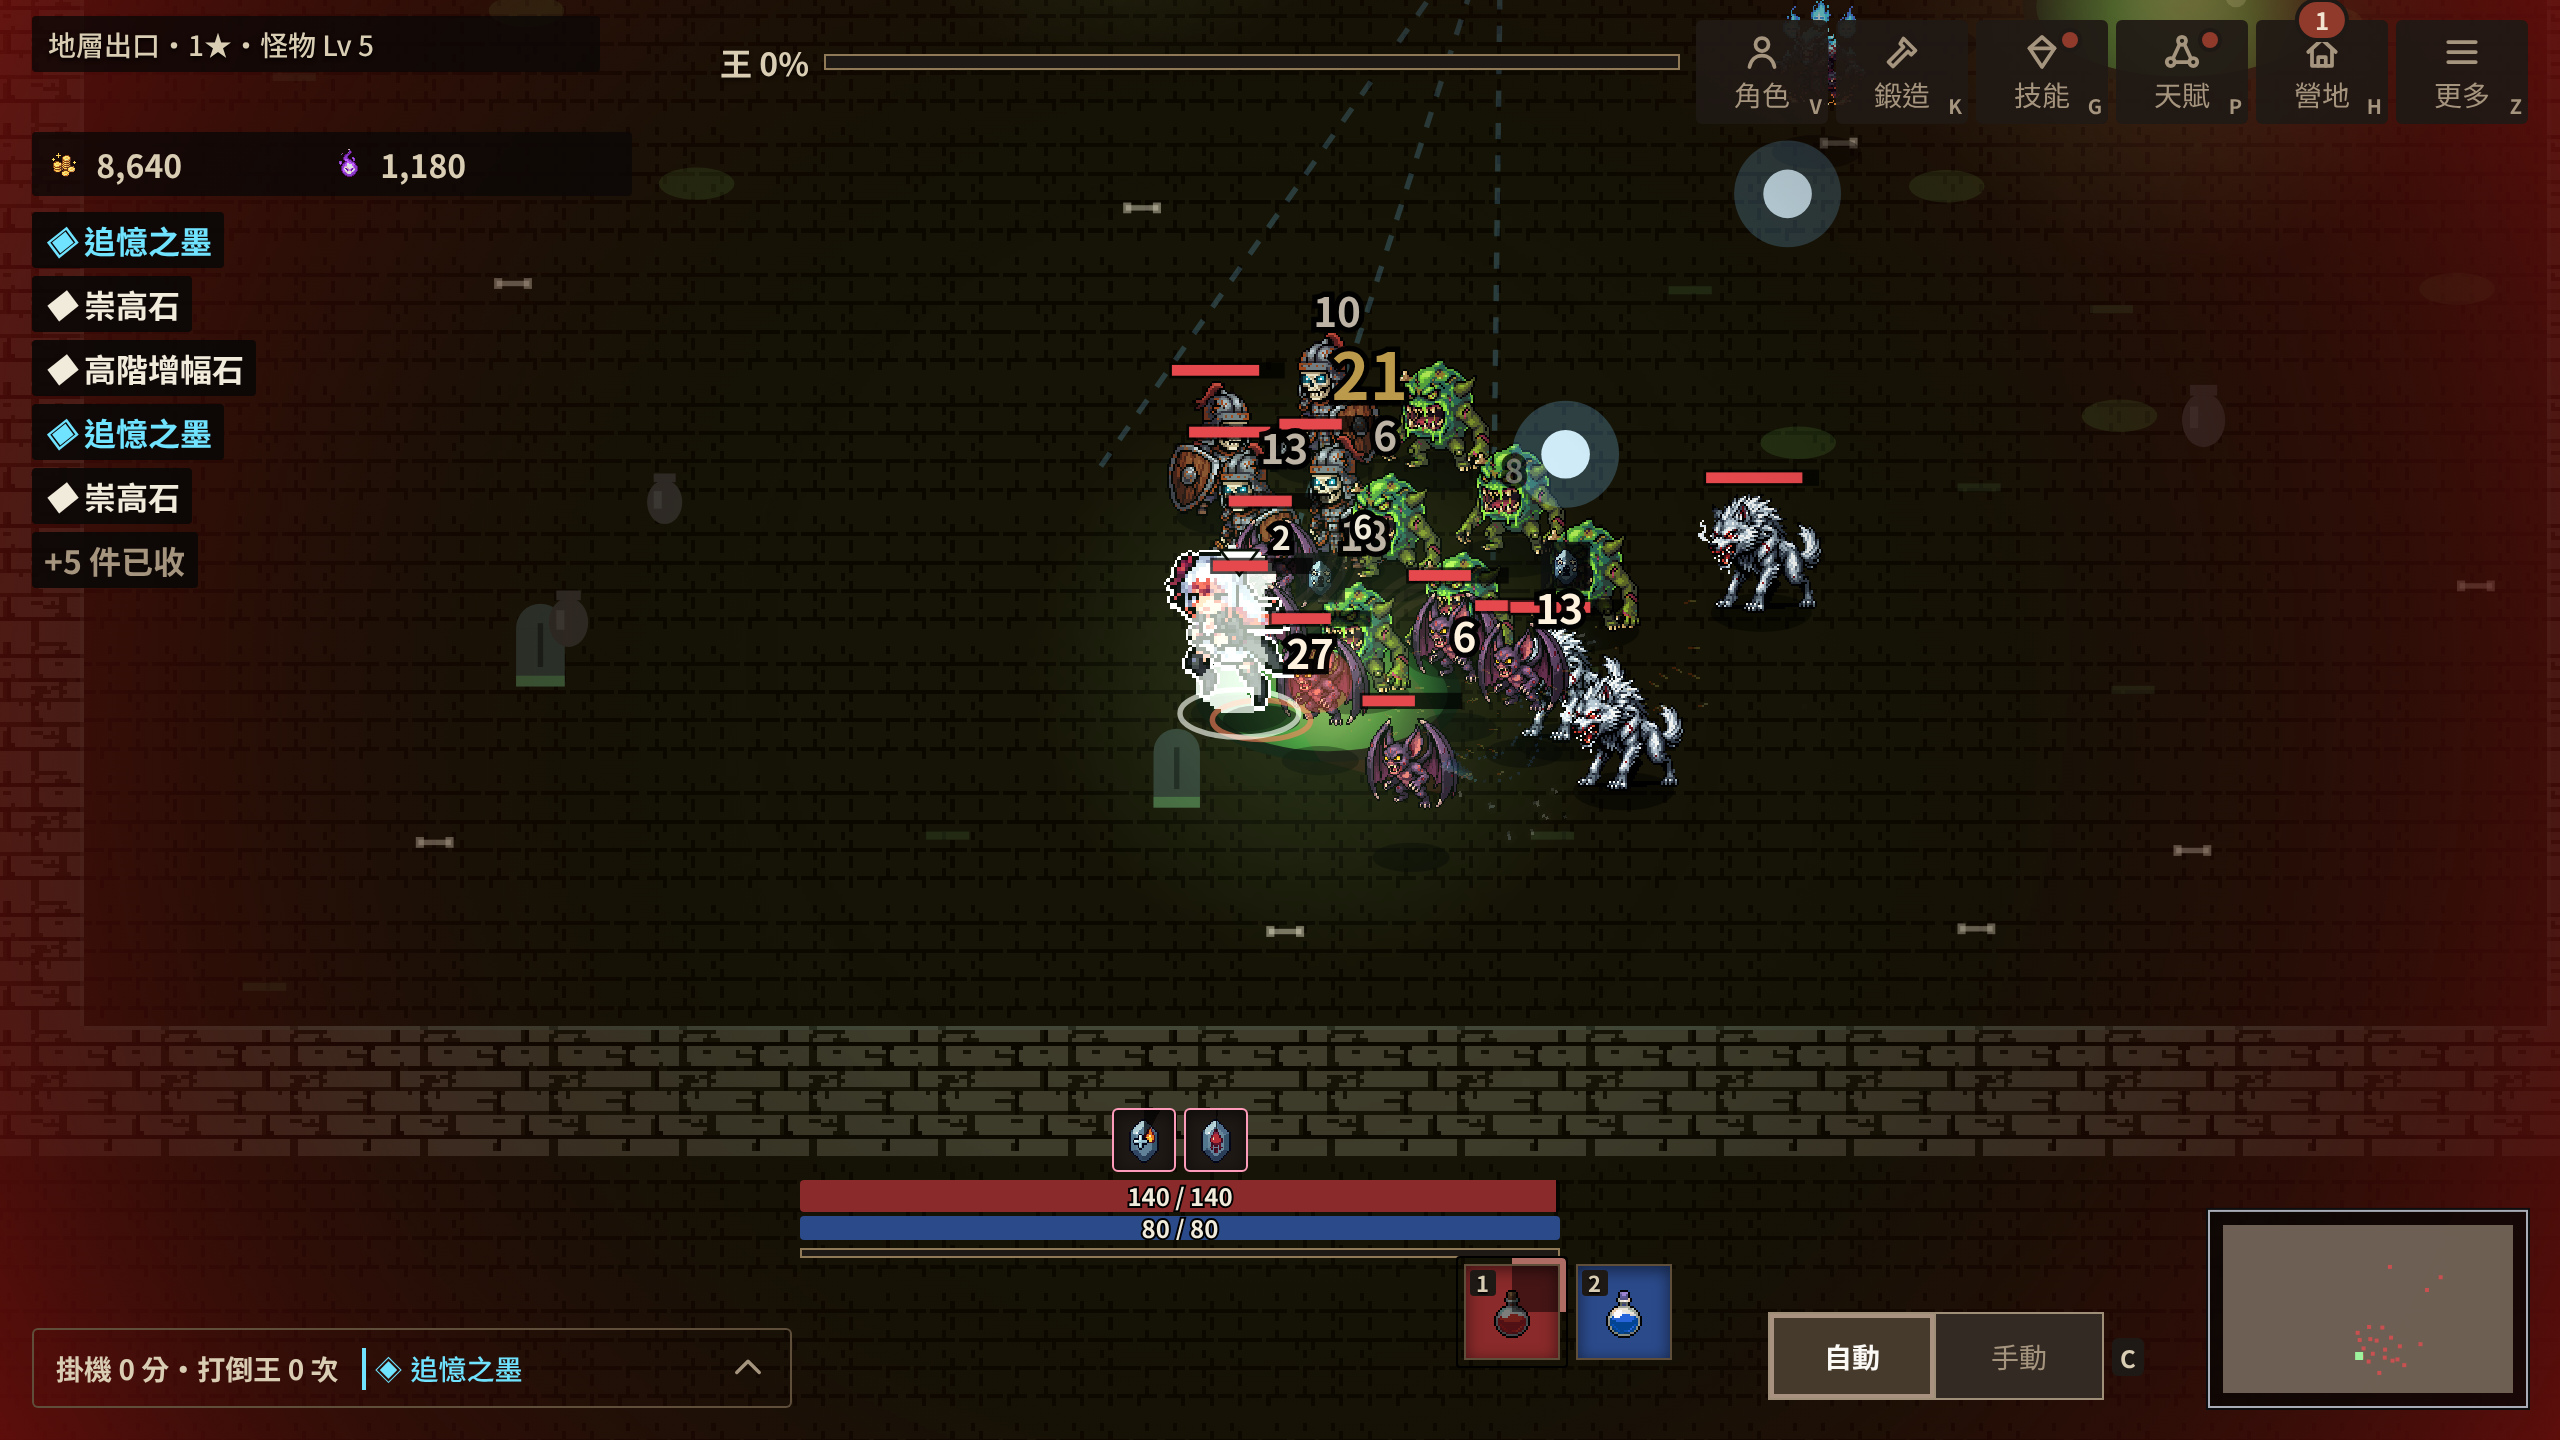 地層出口・1★・怪物 Lv 5
王 0%
角色 V
鍛造 K
技能 G
天賦 P
1
營地 H
更多 Z
8,640
1,180
追憶之墨
崇高石
高階增幅石
追憶之墨
崇高石
+5 件已收
10
21
13
6
8
2
6
13
13
6
27
140 / 140
80 / 80
1
2
掛機 0 分・打倒王 0 次
追憶之墨
自動
手動
C